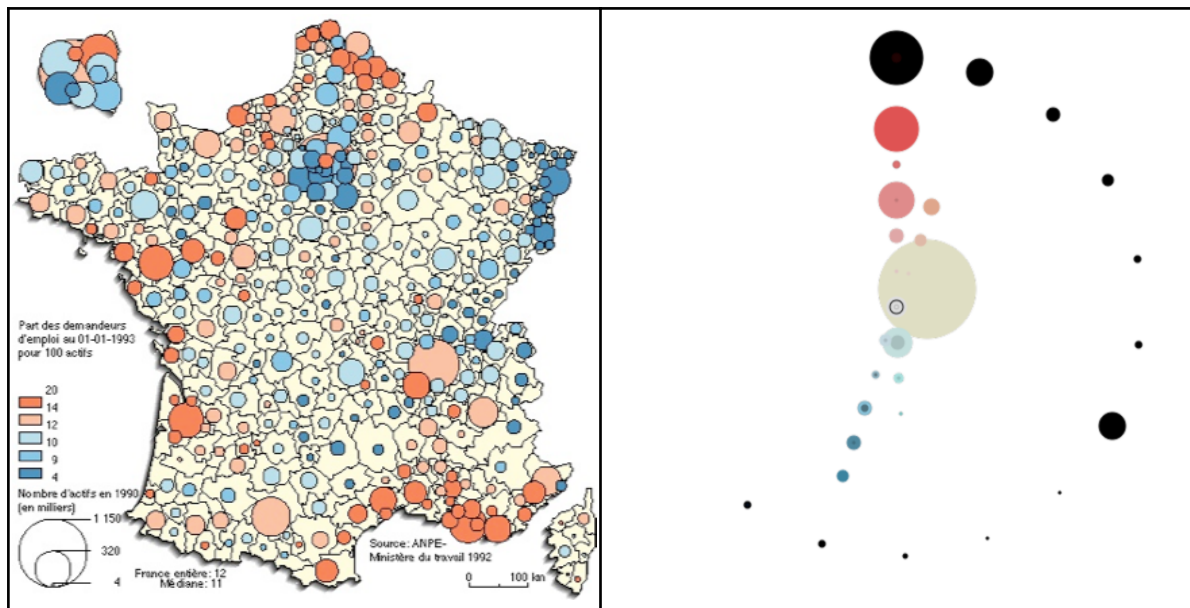 Part des demandeurs
d'emploi au 01-01-1993
pour 100 actifs
20
14
12
10
9
4
Nombre d'actifs en 1990
(en milliers)
1 150
320
4
France entière: 12
Médiane: 11
Source: ANPE-
Ministère du travail 1992
0 100 km